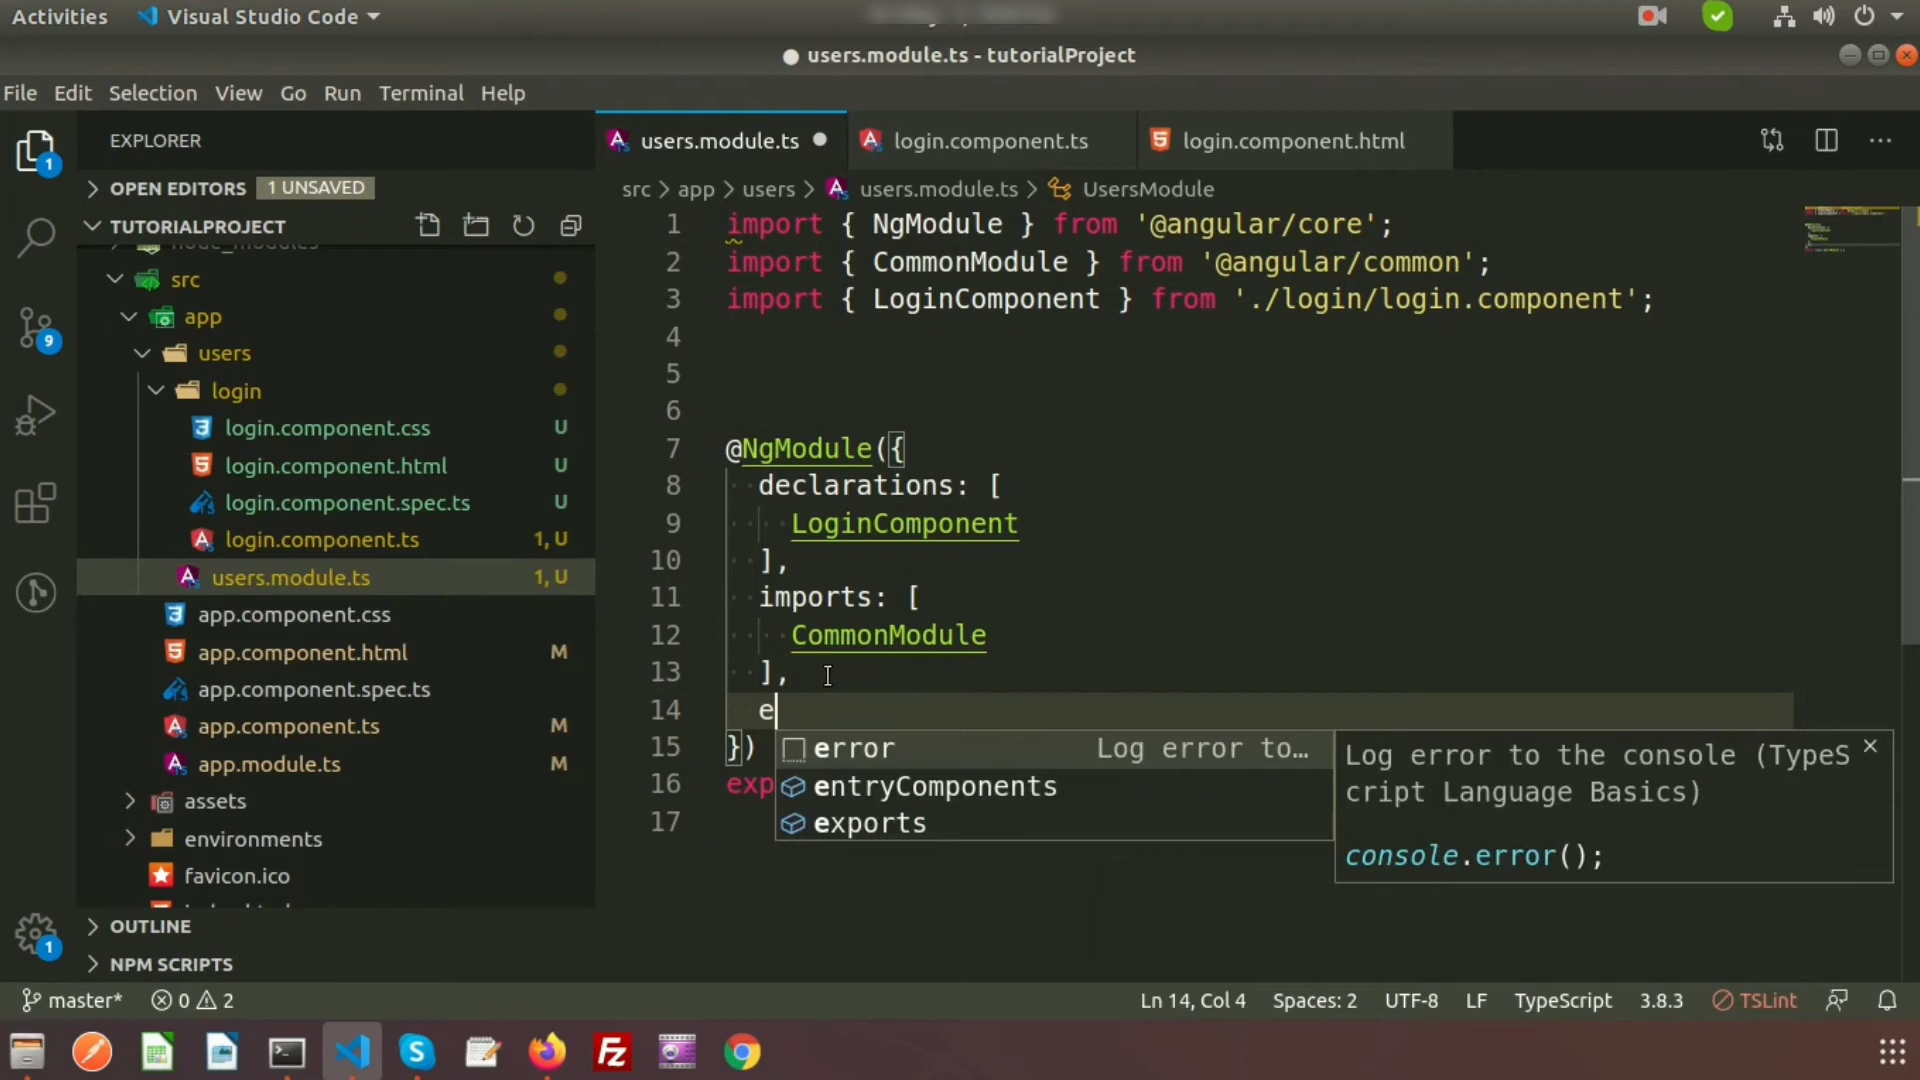 Activities Visual Studio Code
users.module.ts - tutorialProject
File Edit Selection View Go Run Terminal Help
EXPLORER
OPEN EDITORS 1 UNSAVED
TUTORIALPROJECT
node_modules
src
app
users
login
login.component.css U
login.component.html U
login.component.spec.ts U
login.component.ts 1, U
users.module.ts 1, U
app.component.css
app.component.html M
app.component.spec.ts
app.component.ts M
app.module.ts M
assets
environments
favicon.ico
OUTLINE
NPM SCRIPTS
1
9
1
users.module.ts login.component.ts login.component.html
src > app > users > users.module.ts > UsersModule
1 import { NgModule } from '@angular/core';
2 import { CommonModule } from '@angular/common';
3 import { LoginComponent } from './login/login.component';
4
5
6
7 @NgModule({
8 declarations: [
9 LoginComponent
10 ],
11 imports: [
12 CommonModule
13 ],
14 e
15 })
16 exp
17
error Log error to...
entryComponents
exports
Log error to the console (TypeS
cript Language Basics)
console.error();
master* 0 2 Ln 14, Col 4 Spaces: 2 UTF-8 LF TypeScript 3.8.3 TSLint